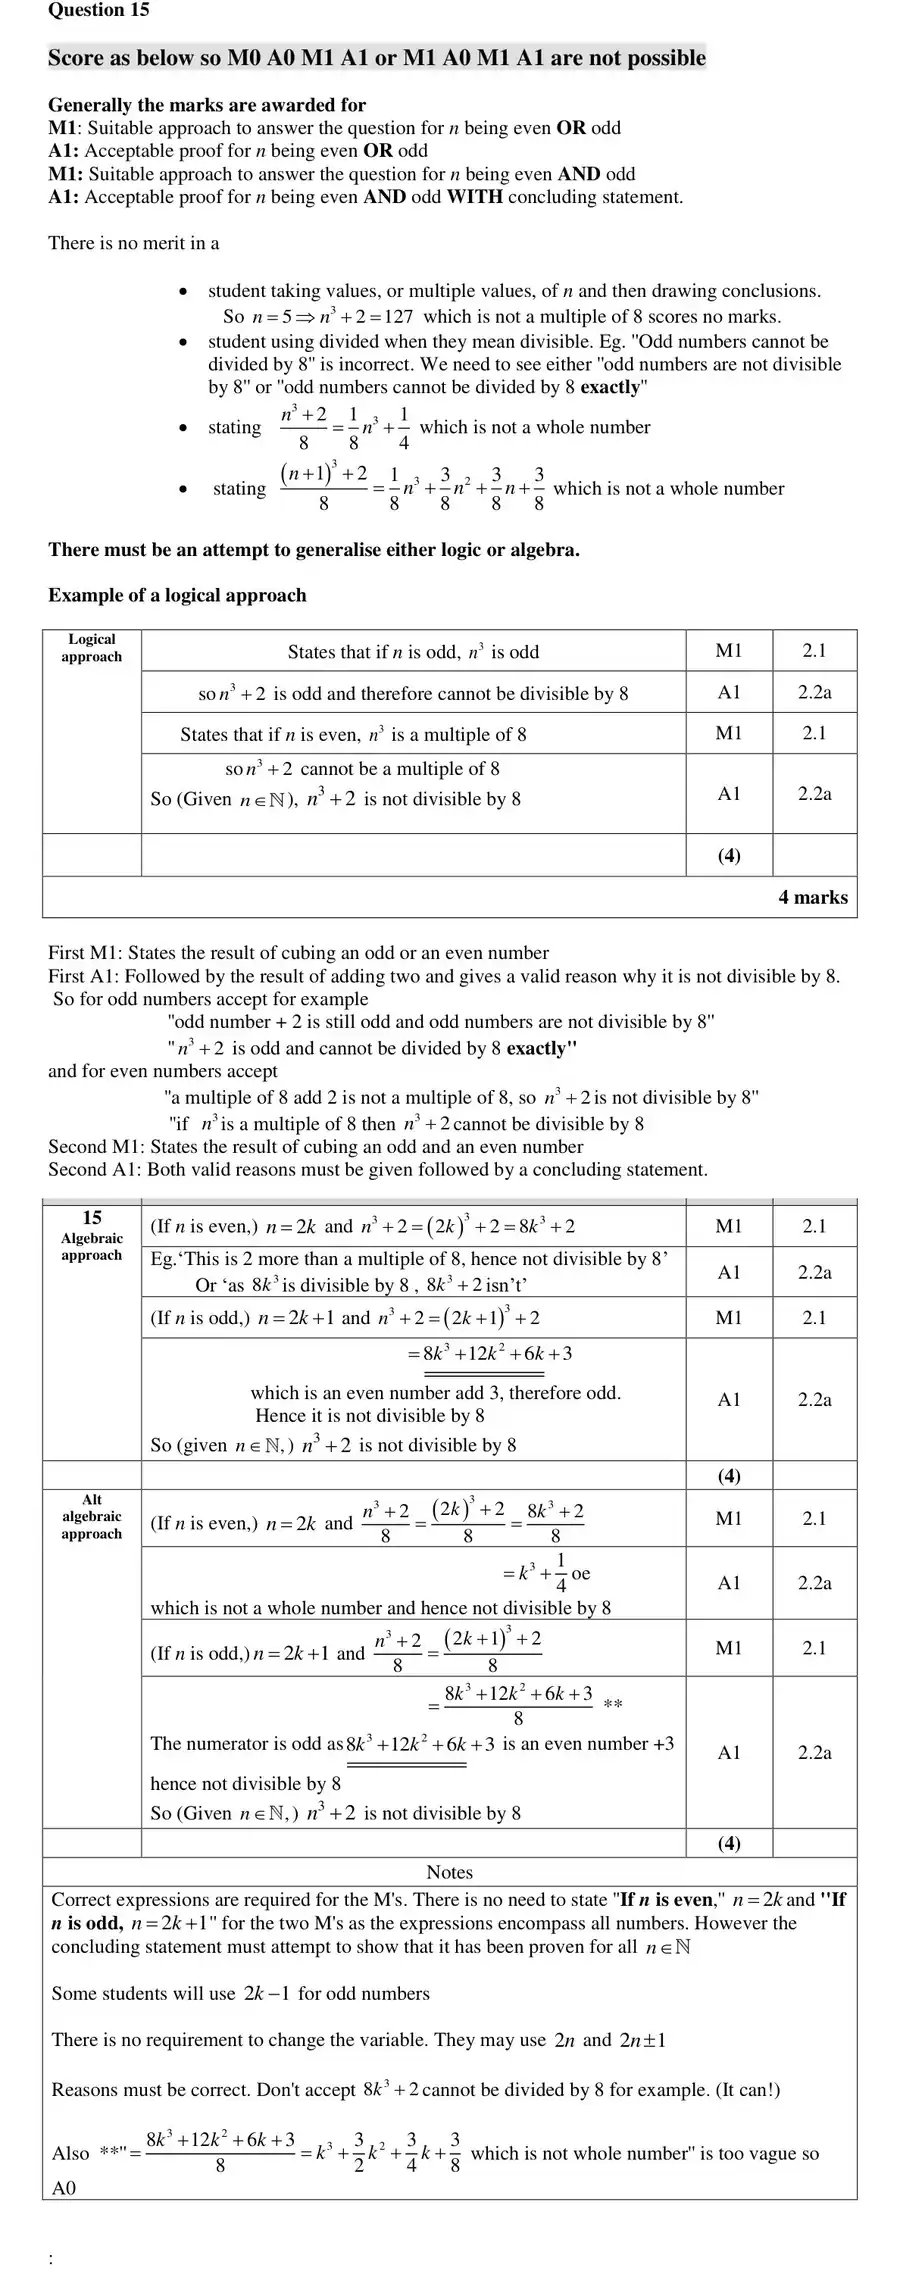 Question 15
Score as below so M0 A0 M1 A1 or M1 A0 M1 A1 are not possible
Generally the marks are awarded for
M1: Suitable approach to answer the question for n being even OR odd
A1: Acceptable proof for n being even OR odd
M1: Suitable approach to answer the question for n being even AND odd
A1: Acceptable proof for n being even AND odd WITH concluding statement.
There is no merit in a
• student taking values, or multiple values, of n and then drawing conclusions.
So n = 5 ⇒ n³ + 2 = 127 which is not a multiple of 8 scores no marks.
• student using divided when they mean divisible. Eg. "Odd numbers cannot be
divided by 8" is incorrect. We need to see either "odd numbers are not divisible
by 8" or "odd numbers cannot be divided by 8 exactly"
• stating (n³ + 2)/8 = 1/8 n³ + 1/4 which is not a whole number
• stating ((n+1)³ + 2)/8 = 1/8 n³ + 3/8 n² + 3/8 n + 3/8 which is not a whole number
There must be an attempt to generalise either logic or algebra.
Example of a logical approach
Logical
approach
States that if n is odd, n³ is odd M1 2.1
so n³ + 2 is odd and therefore cannot be divisible by 8 A1 2.2a
States that if n is even, n³ is a multiple of 8 M1 2.1
so n³ + 2 cannot be a multiple of 8
So (Given n ∈ ℕ), n³ + 2 is not divisible by 8 A1 2.2a
(4)
4 marks
First M1: States the result of cubing an odd or an even number
First A1: Followed by the result of adding two and gives a valid reason why it is not divisible by 8.
So for odd numbers accept for example
"odd number + 2 is still odd and odd numbers are not divisible by 8"
"n³ + 2 is odd and cannot be divided by 8 exactly"
and for even numbers accept
"a multiple of 8 add 2 is not a multiple of 8, so n³ + 2 is not divisible by 8"
"if n³ is a multiple of 8 then n³ + 2 cannot be divisible by 8
Second M1: States the result of cubing an odd and an even number
Second A1: Both valid reasons must be given followed by a concluding statement.
15
Algebraic
approach
(If n is even,) n = 2k and n³ + 2 = (2k)³ + 2 = 8k³ + 2 M1 2.1
Eg.‘This is 2 more than a multiple of 8, hence not divisible by 8’
Or ‘as 8k³ is divisible by 8 , 8k³ + 2 isn’t’ A1 2.2a
(If n is odd,) n = 2k +1 and n³ + 2 = (2k +1)³ + 2 M1 2.1
= 8k³ +12k² + 6k + 3
which is an even number add 3, therefore odd.
Hence it is not divisible by 8 A1 2.2a
So (given n ∈ ℕ, ) n³ + 2 is not divisible by 8
(4)
Alt
algebraic
approach
(If n is even,) n = 2k and (n³ + 2)/8 = ((2k)³ + 2)/8 = (8k³ + 2)/8 M1 2.1
= k³ + 1/4 oe
which is not a whole number and hence not divisible by 8 A1 2.2a
(If n is odd,) n = 2k +1 and (n³ + 2)/8 = ((2k +1)³ + 2)/8 M1 2.1
= (8k³ +12k² + 6k + 3)/8 **
The numerator is odd as 8k³ +12k² + 6k + 3 is an even number +3 A1 2.2a
hence not divisible by 8
So (Given n ∈ ℕ, ) n³ + 2 is not divisible by 8
(4)
Notes
Correct expressions are required for the M's. There is no need to state "If n is even," n = 2k and "If
n is odd, n = 2k +1" for the two M's as the expressions encompass all numbers. However the
concluding statement must attempt to show that it has been proven for all n ∈ ℕ
Some students will use 2k −1 for odd numbers
There is no requirement to change the variable. They may use 2n and 2n ± 1
Reasons must be correct. Don't accept 8k³ + 2 cannot be divided by 8 for example. (It can!)
Also **" = (8k³ +12k² + 6k + 3)/8 = k³ + 3/2 k² + 3/4 k + 3/8 which is not whole number" is too vague so
A0
: